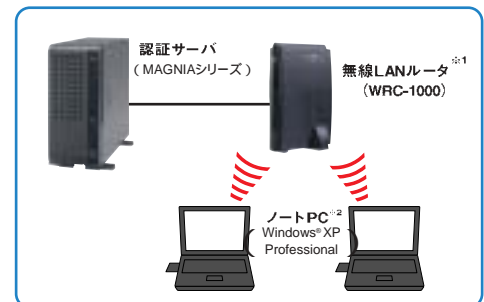 認証サーバ
( MAGNIAシリーズ )
無線LANルータ※1
(WRC-1000)
ノートPC※2
( Windows® XP
Professional )